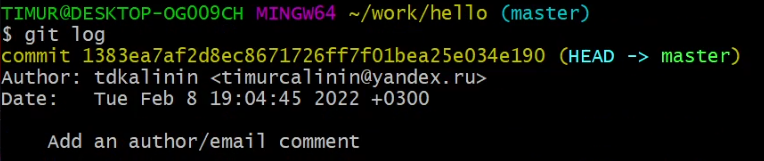 TIMUR@DESKTOP-OG009CH MINGW64 ~/work/hello (master)
$ git log
commit 1383ea7af2d8ec8671726ff7f01bea25e034e190 (HEAD -> master)
Author: tdkalinin <timurcalinin@yandex.ru>
Date:   Tue Feb 8 19:04:45 2022 +0300
    Add an author/email comment